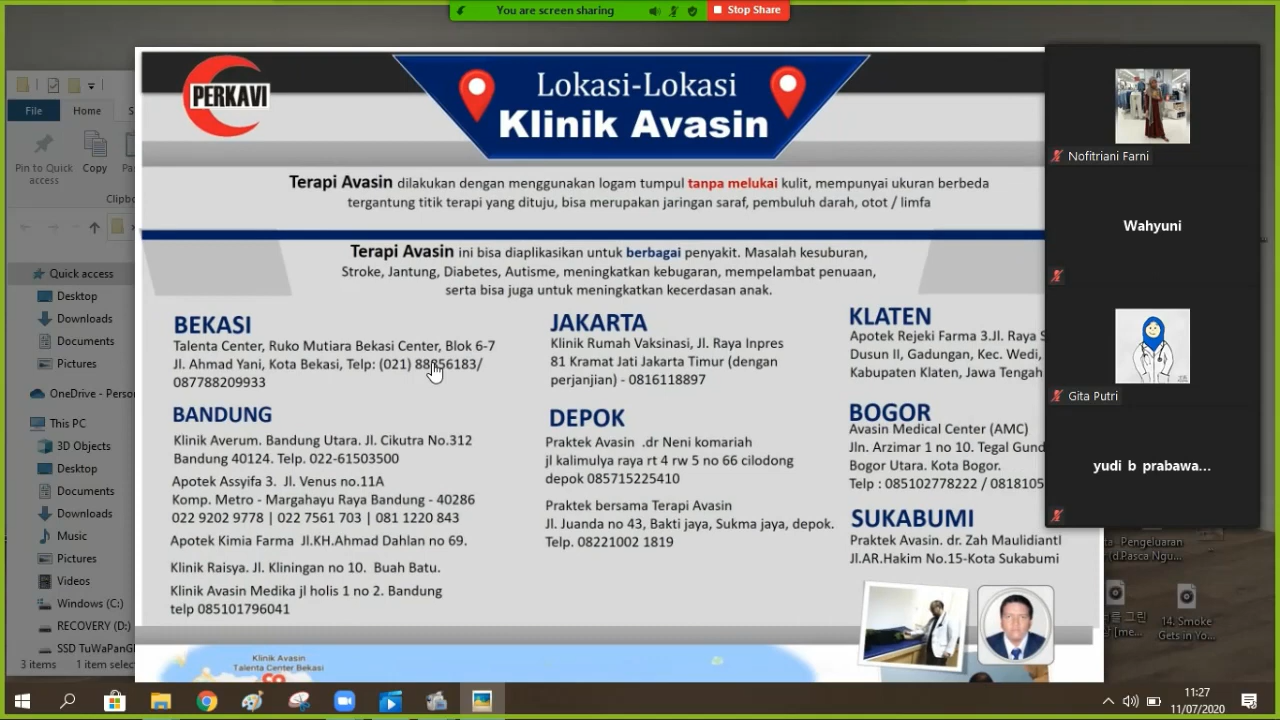 You are screen sharing
Stop Share
PERKAVI
Lokasi-Lokasi
Klinik Avasin
Terapi Avasin dilakukan dengan menggunakan logam tumpul tanpa melukai kulit, mempunyai ukuran berbeda
tergantung titik terapi yang dituju, bisa merupakan jaringan saraf, pembuluh darah, otot / limfa
Terapi Avasin ini bisa diaplikasikan untuk berbagai penyakit. Masalah kesuburan,
Stroke, Jantung, Diabetes, Autisme, meningkatkan kebugaran, mempelambat penuaan,
serta bisa juga untuk meningkatkan kecerdasan anak.
BEKASI
Talenta Center, Ruko Mutiara Bekasi Center, Blok 6-7
Jl. Ahmad Yani, Kota Bekasi, Telp: (021) 88856183/
087788209933
BANDUNG
Klinik Averum. Bandung Utara. Jl. Cikutra No.312
Bandung 40124. Telp. 022-61503500
Apotek Assyifa 3. Jl. Venus no.11A
Komp. Metro - Margahayu Raya Bandung - 40286
022 9202 9778 | 022 7561 703 | 081 1220 843
Apotek Kimia Farma Jl.KH.Ahmad Dahlan no 69.
Klinik Raisya. Jl. Kliningan no 10. Buah Batu.
Klinik Avasin Medika jl holis 1 no 2. Bandung
telp 085101796041
JAKARTA
Klinik Rumah Vaksinasi, Jl. Raya Inpres
81 Kramat Jati Jakarta Timur (dengan
perjanjian) - 0816118897
DEPOK
Praktek Avasin .dr Neni komariah
jl kalimulya raya rt 4 rw 5 no 66 cilodong
depok 085715225410
Praktek bersama Terapi Avasin
Jl. Juanda no 43, Bakti jaya, Sukma jaya, depok.
Telp. 08221002 1819
KLATEN
Apotek Rejeki Farma 3.Jl. Raya S
Dusun II, Gadungan, Kec. Wedi,
Kabupaten Klaten, Jawa Tengah
BOGOR
Avasin Medical Center (AMC)
Jln. Arzimar 1 no 10. Tegal Gund
Bogor Utara. Kota Bogor.
Telp : 085102778222 / 0818105
SUKABUMI
Praktek Avasin. dr. Zah Maulidiantl
Jl.AR.Hakim No.15-Kota Sukabumi
Klinik Avasin
Talenta Center Bekasi
Nofitriani Farni
Wahyuni
Gita Putri
yudi b prabawa...
File
Home
S
Pin to Quick
access
Copy
Pas
Clipbo
Quick access
Desktop
Downloads
Documents
Pictures
OneDrive - Person
This PC
3D Objects
Desktop
Documents
Downloads
Music
Pictures
Videos
Windows (C:)
RECOVERY (D:)
SSD TuWaPanG
3 items
1 item selec
Pengeluaran
(d.Pasca Ngu...
14. Smoke
Gets in Yo...
11:27
11/07/2020